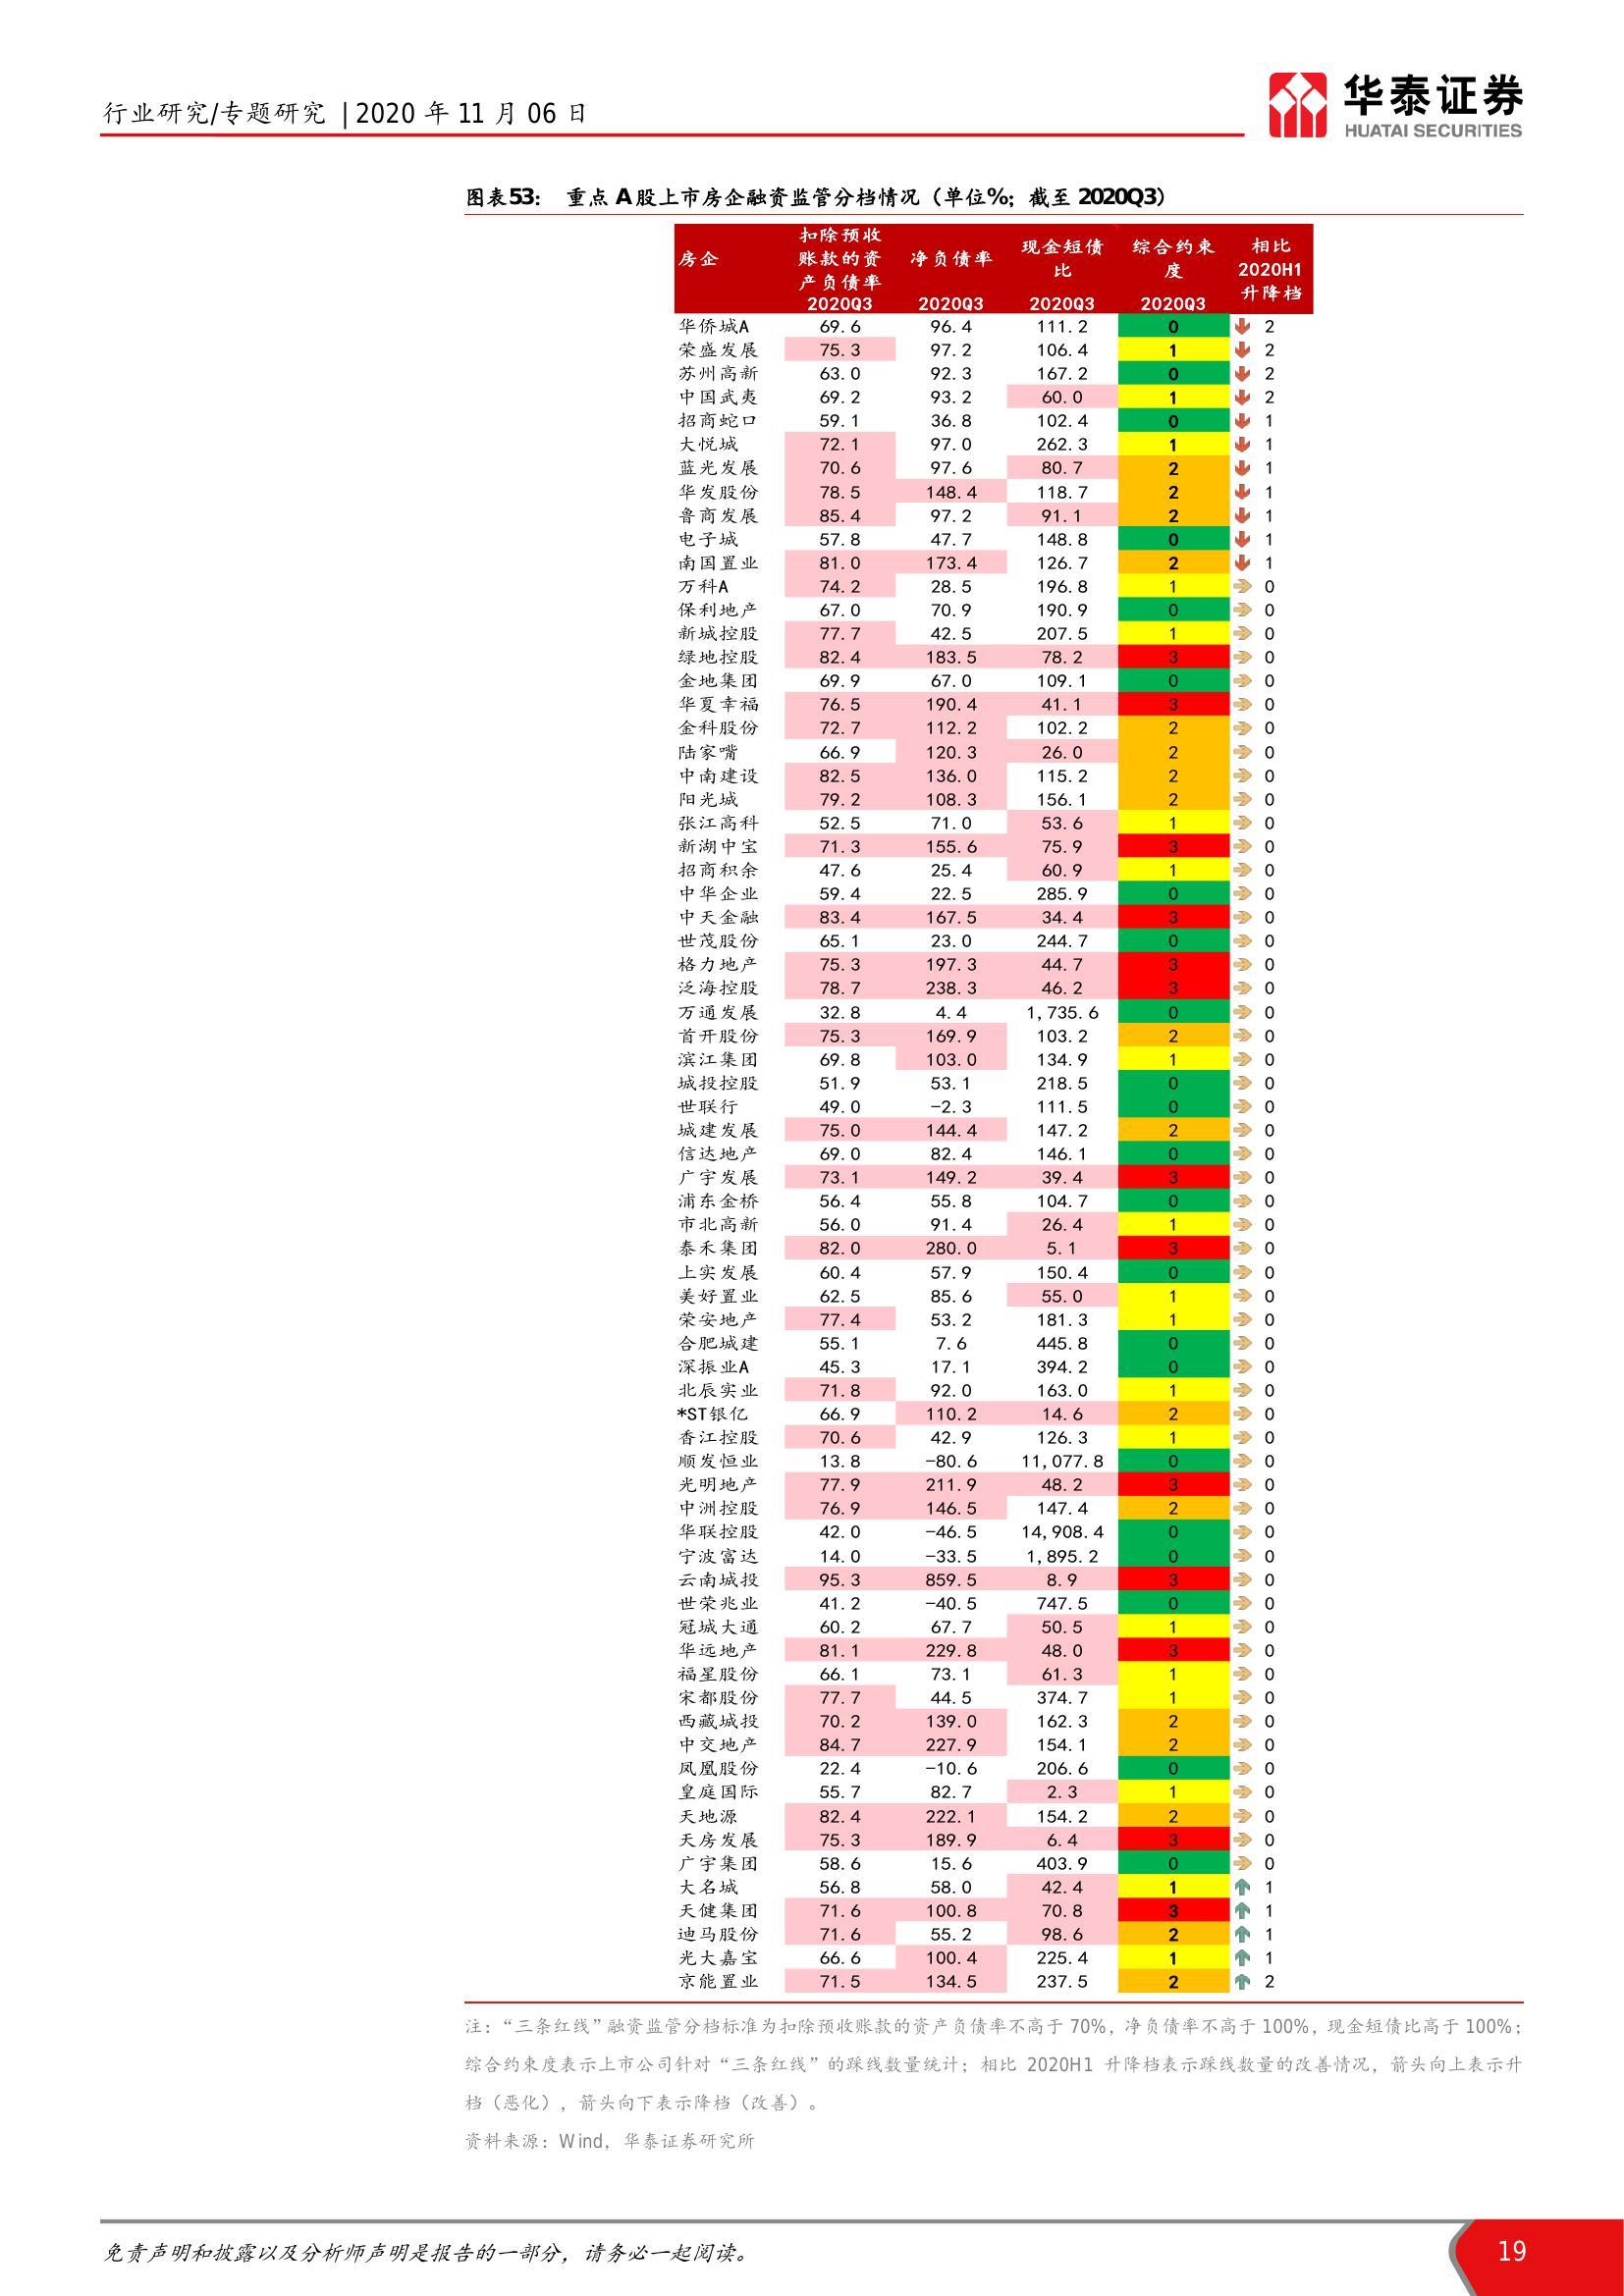 行业研究/专题研究 | 2020 年 11 月 06 日
华泰证券
HUATAI SECURITIES
图表53: 重点 A 股上市房企融资监管分档情况（单位%；截至 2020Q3）
房企 扣除预收账款的资产负债率 净负债率 现金短债比 综合约束度 相比2020H1升降档
2020Q3 2020Q3 2020Q3 2020Q3
华侨城A 69.6 96.4 111.2 0 2
荣盛发展 75.3 97.2 106.4 1 2
苏州高新 63.0 92.3 167.2 0 2
中国武夷 69.2 93.2 60.0 1 2
招商蛇口 59.1 36.8 102.4 0 1
大悦城 72.1 97.0 262.3 1 1
蓝光发展 70.6 97.6 80.7 2 1
华发股份 78.5 148.4 118.7 2 1
鲁商发展 85.4 97.2 91.1 2 1
电子城 57.8 47.7 148.8 0 1
南国置业 81.0 173.4 126.7 2 1
万科A 74.2 28.5 196.8 1 0
保利地产 67.0 70.9 190.9 0 0
新城控股 77.7 42.5 207.5 1 0
绿地控股 82.4 183.5 78.2 3 0
金地集团 69.9 67.0 109.1 0 0
华夏幸福 76.5 190.4 41.1 3 0
金科股份 72.7 112.2 102.2 2 0
陆家嘴 66.9 120.3 26.0 2 0
中南建设 82.5 136.0 115.2 2 0
阳光城 79.2 108.3 156.1 2 0
张江高科 52.5 71.0 53.6 1 0
新湖中宝 71.3 155.6 75.9 3 0
招商积余 47.6 25.4 60.9 1 0
中华企业 59.4 22.5 285.9 0 0
中天金融 83.4 167.5 34.4 3 0
世茂股份 65.1 23.0 244.7 0 0
格力地产 75.3 197.3 44.7 3 0
泛海控股 78.7 238.3 46.2 3 0
万通发展 32.8 4.4 1,735.6 0 0
首开股份 75.3 169.9 103.2 2 0
滨江集团 69.8 103.0 134.9 1 0
城投控股 51.9 53.1 218.5 0 0
世联行 49.0 -2.3 111.5 0 0
城建发展 75.0 144.4 147.2 2 0
信达地产 69.0 82.4 146.1 0 0
广宇发展 73.1 149.2 39.4 3 0
浦东金桥 56.4 55.8 104.7 0 0
市北高新 56.0 91.4 26.4 1 0
泰禾集团 82.0 280.0 5.1 3 0
上实发展 60.4 57.9 150.4 0 0
美好置业 62.5 85.6 55.0 1 0
荣安地产 77.4 53.2 181.3 1 0
合肥城建 55.1 7.6 445.8 0 0
深振业A 45.3 17.1 394.2 0 0
北辰实业 71.8 92.0 163.0 1 0
*ST银亿 66.9 110.2 14.6 2 0
香江控股 70.6 42.9 126.3 1 0
顺发恒业 13.8 -80.6 11,077.8 0 0
光明地产 77.9 211.9 48.2 3 0
中洲控股 76.9 146.5 147.4 2 0
华联控股 42.0 -46.5 14,908.4 0 0
宁波富达 14.0 -33.5 1,895.2 0 0
云南城投 95.3 859.5 8.9 3 0
世荣兆业 41.2 -40.5 747.5 0 0
冠城大通 60.2 67.7 50.5 1 0
华远地产 81.1 229.8 48.0 3 0
福星股份 66.1 73.1 61.3 1 0
宋都股份 77.7 44.5 374.7 1 0
西藏城投 70.2 139.0 162.3 2 0
中交地产 84.7 227.9 154.1 2 0
凤凰股份 22.4 -10.6 206.6 0 0
皇庭国际 55.7 82.7 2.3 1 0
天地源 82.4 222.1 154.2 2 0
天房发展 75.3 189.9 6.4 3 0
广宇集团 58.6 15.6 403.9 0 0
大名城 56.8 58.0 42.4 1 1
天健集团 71.6 100.8 70.8 3 1
迪马股份 71.6 55.2 98.6 2 1
光大嘉宝 66.6 100.4 225.4 1 1
京能置业 71.5 134.5 237.5 2 2
注：“三条红线”融资监管分档标准为扣除预收账款的资产负债率不高于 70%，净负债率不高于 100%，现金短债比高于 100%；
综合约束度表示上市公司针对“三条红线”的踩线数量统计；相比 2020H1 升降档表示踩线数量的改善情况，箭头向上表示升
档（恶化），箭头向下表示降档（改善）。
资料来源：Wind，华泰证券研究所
免责声明和披露以及分析师声明是报告的一部分，请务必一起阅读。
19